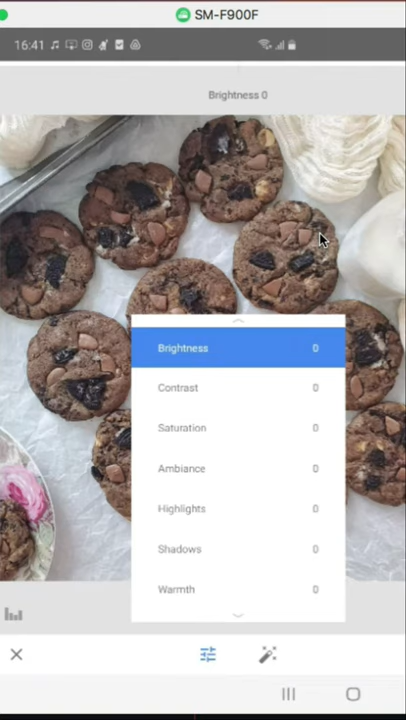 SM-F900F
16:41
Brightness 0
Brightness 0
Contrast 0
Saturation 0
Ambiance 0
Highlights 0
Shadows 0
Warmth 0